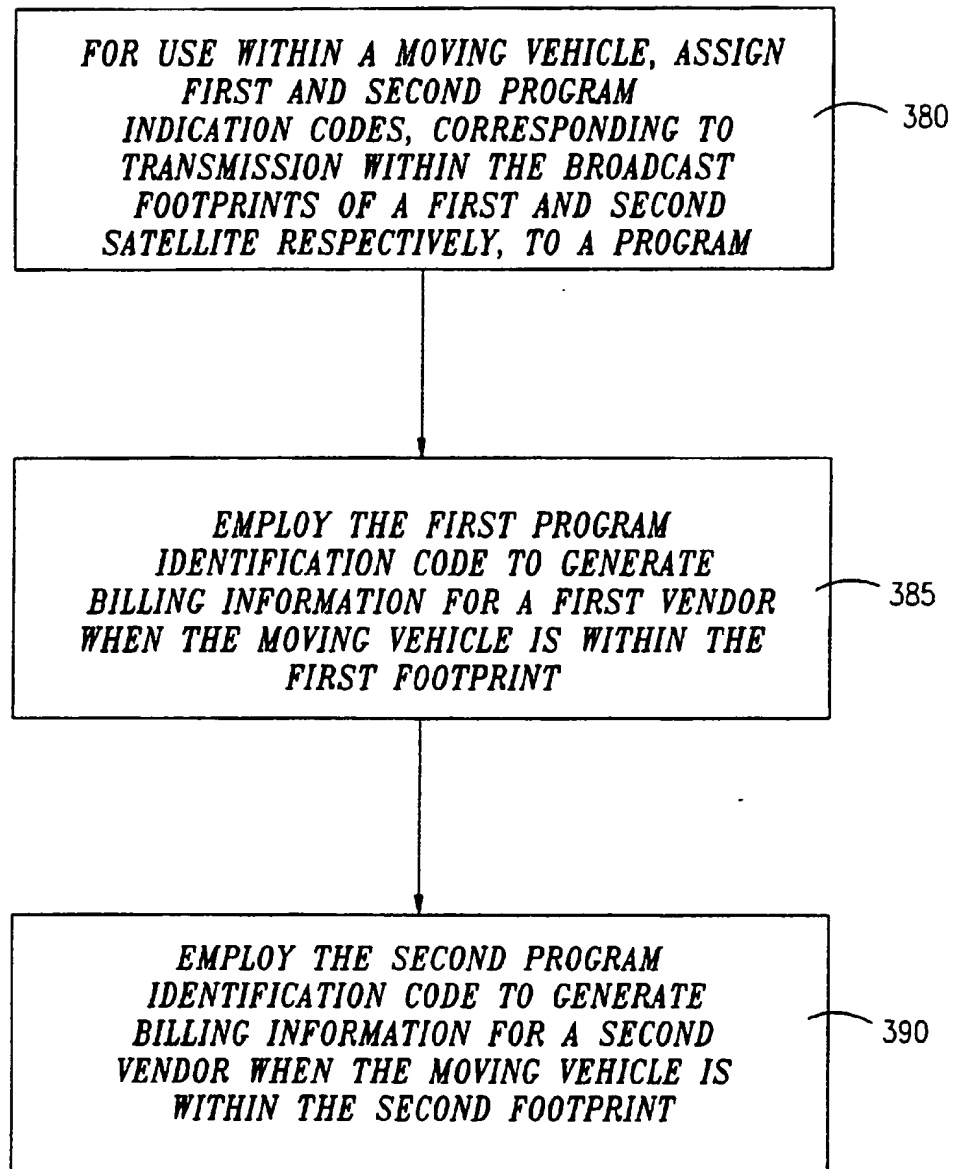 FOR USE WITHIN A MOVING VEHICLE, ASSIGN
FIRST AND SECOND PROGRAM
INDICATION CODES, CORRESPONDING TO
TRANSMISSION WITHIN THE BROADCAST
FOOTPRINTS OF A FIRST AND SECOND
SATELLITE RESPECTIVELY, TO A PROGRAM
380
EMPLOY THE FIRST PROGRAM
IDENTIFICATION CODE TO GENERATE
BILLING INFORMATION FOR A FIRST VENDOR
WHEN THE MOVING VEHICLE IS WITHIN THE
FIRST FOOTPRINT
385
EMPLOY THE SECOND PROGRAM
IDENTIFICATION CODE TO GENERATE
BILLING INFORMATION FOR A SECOND
VENDOR WHEN THE MOVING VEHICLE IS
WITHIN THE SECOND FOOTPRINT
390